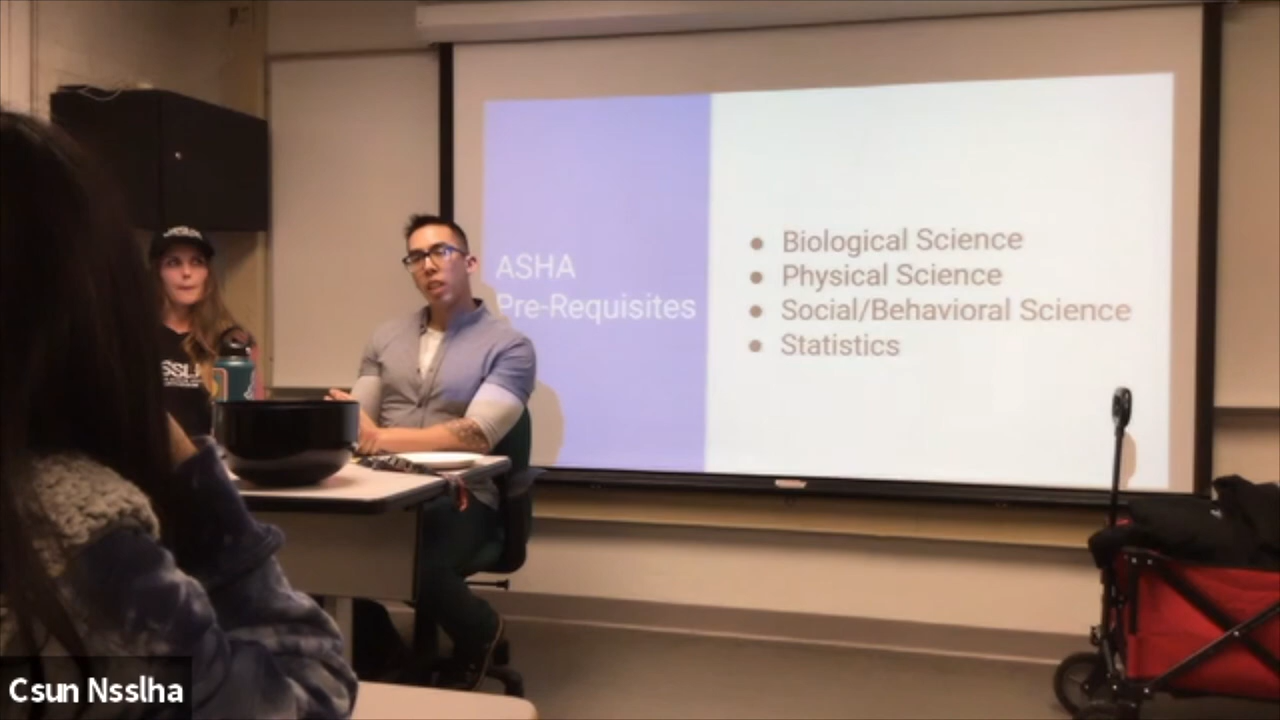 ASHA
Pre-Requisites
● Biological Science
● Physical Science
● Social/Behavioral Science
● Statistics
Csun Nsslha